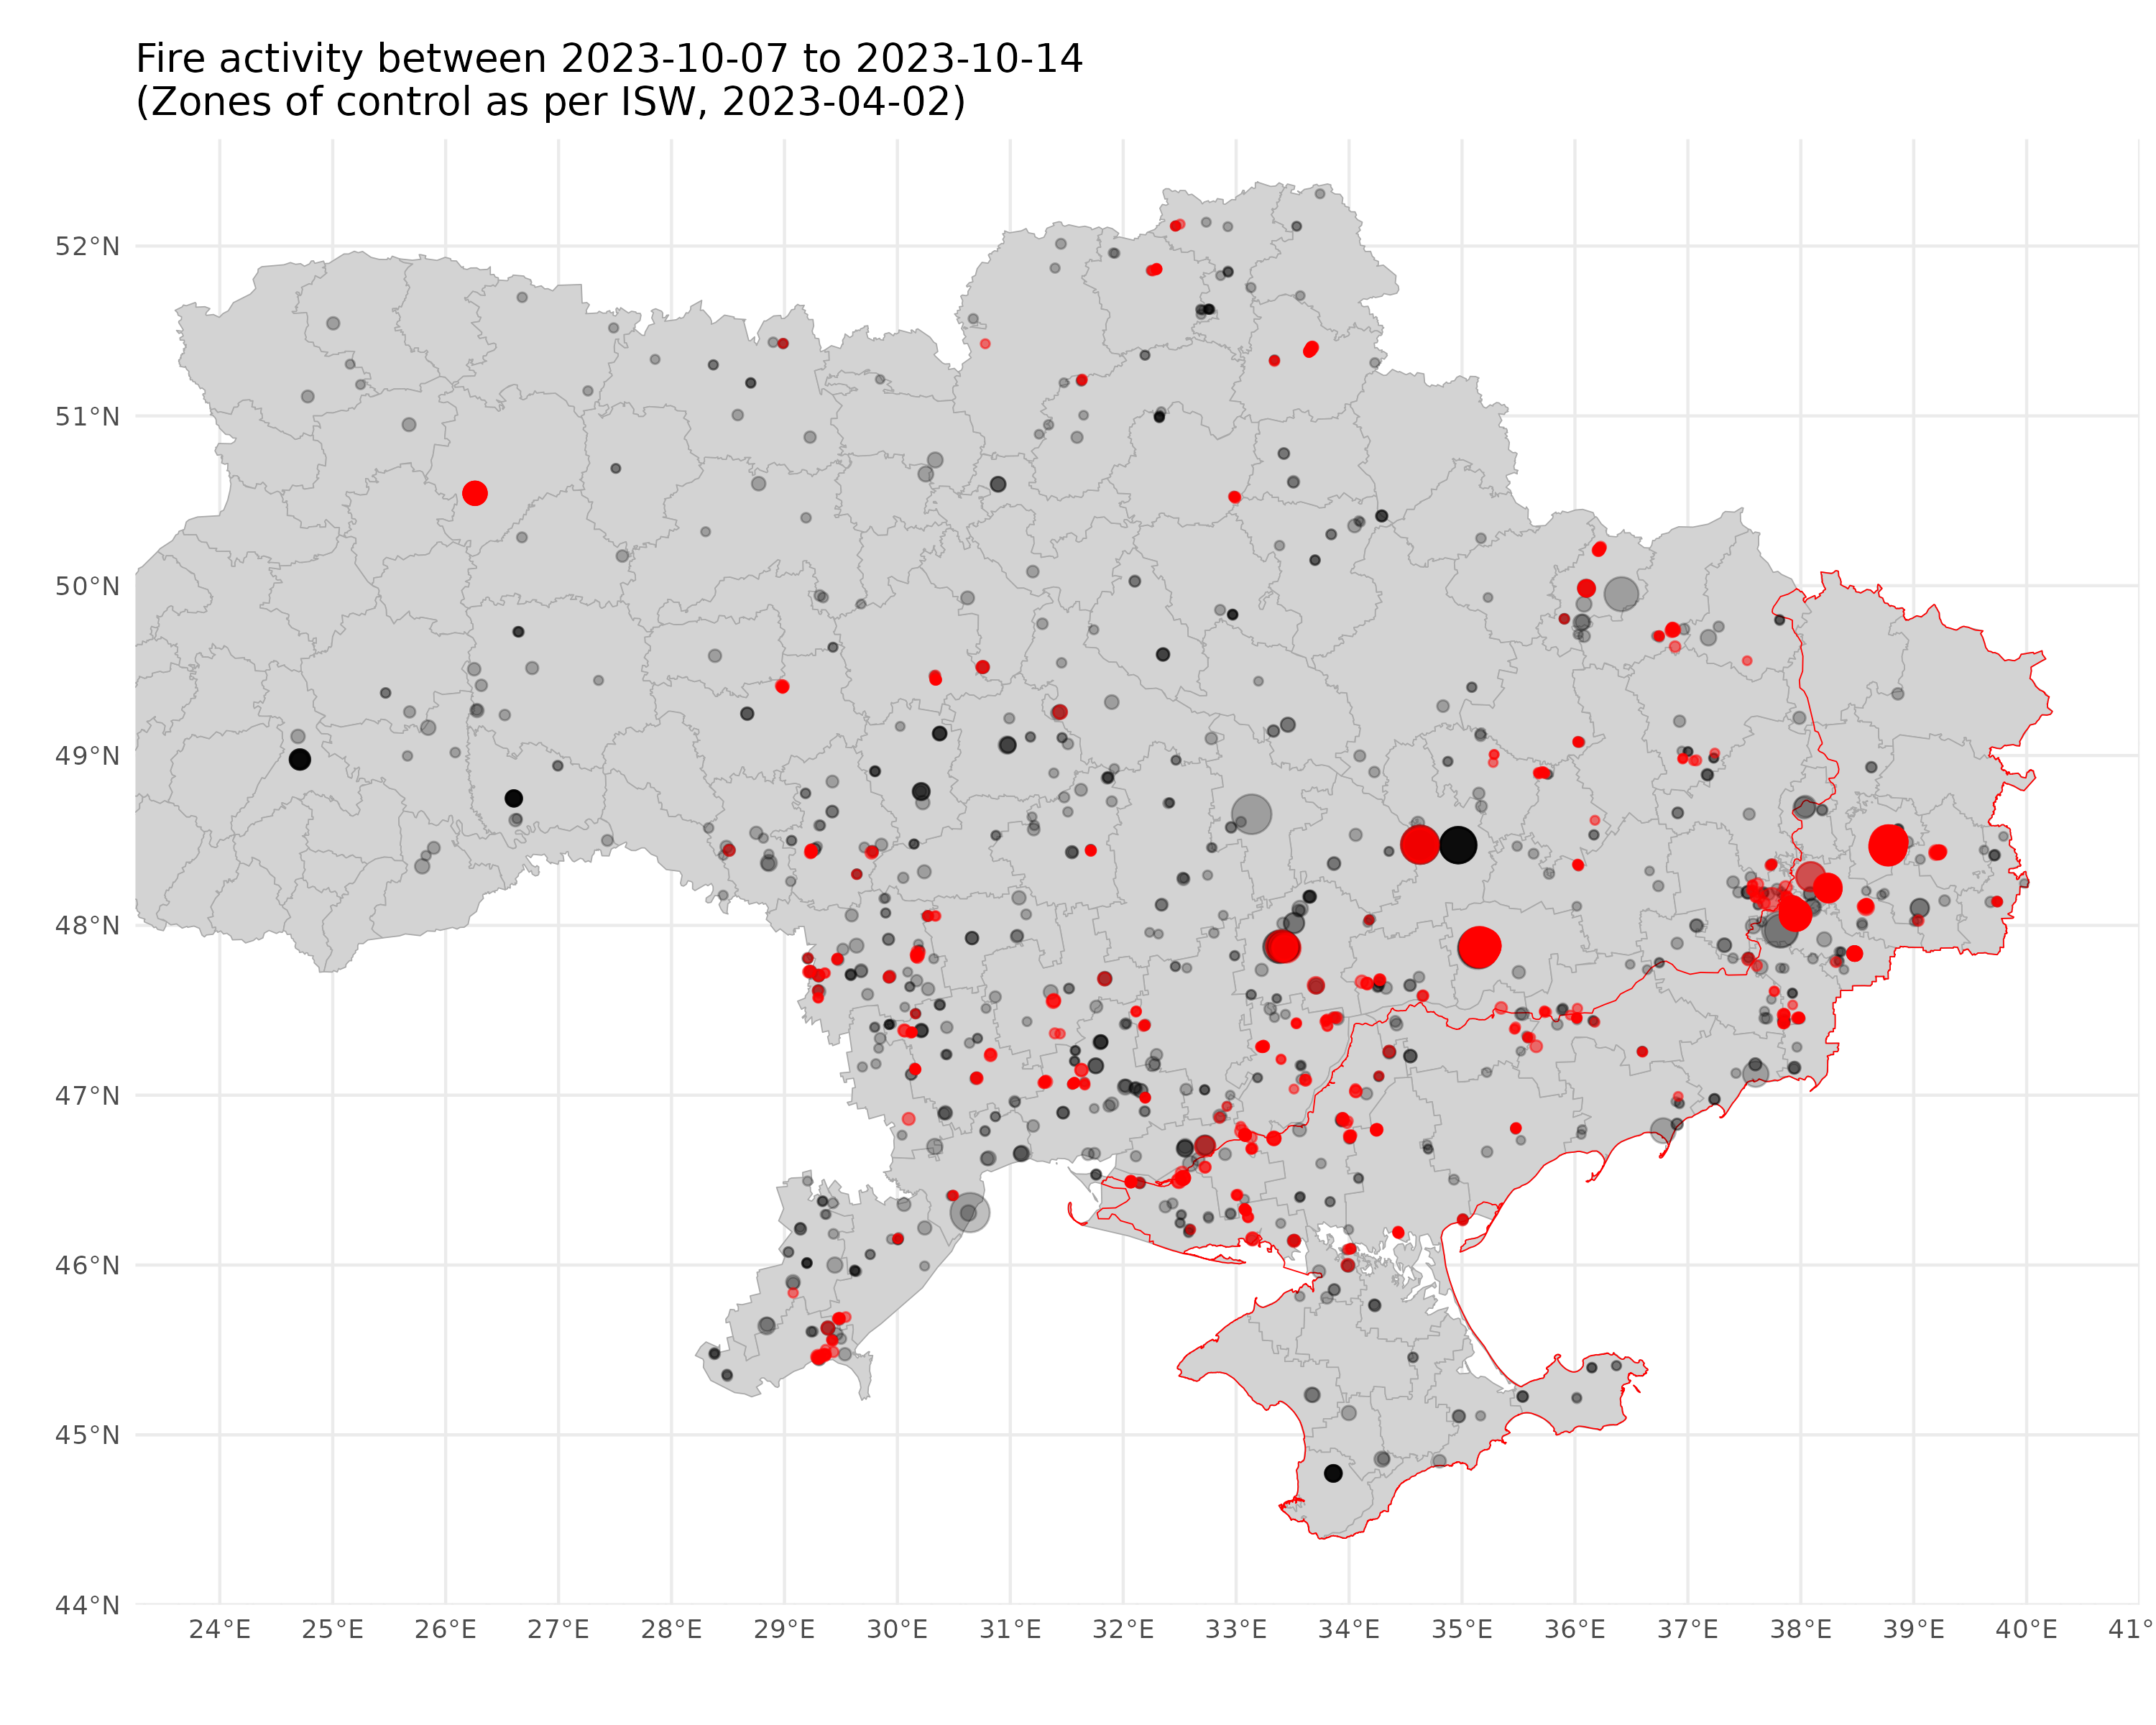 Fire activity between 2023-10-07 to 2023-10-14
(Zones of control as per ISW, 2023-04-02)
52°N
51°N
50°N
49°N
48°N
47°N
46°N
45°N
44°N
24°E 25°E 26°E 27°E 28°E 29°E 30°E 31°E 32°E 33°E 34°E 35°E 36°E 37°E 38°E 39°E 40°E 41°